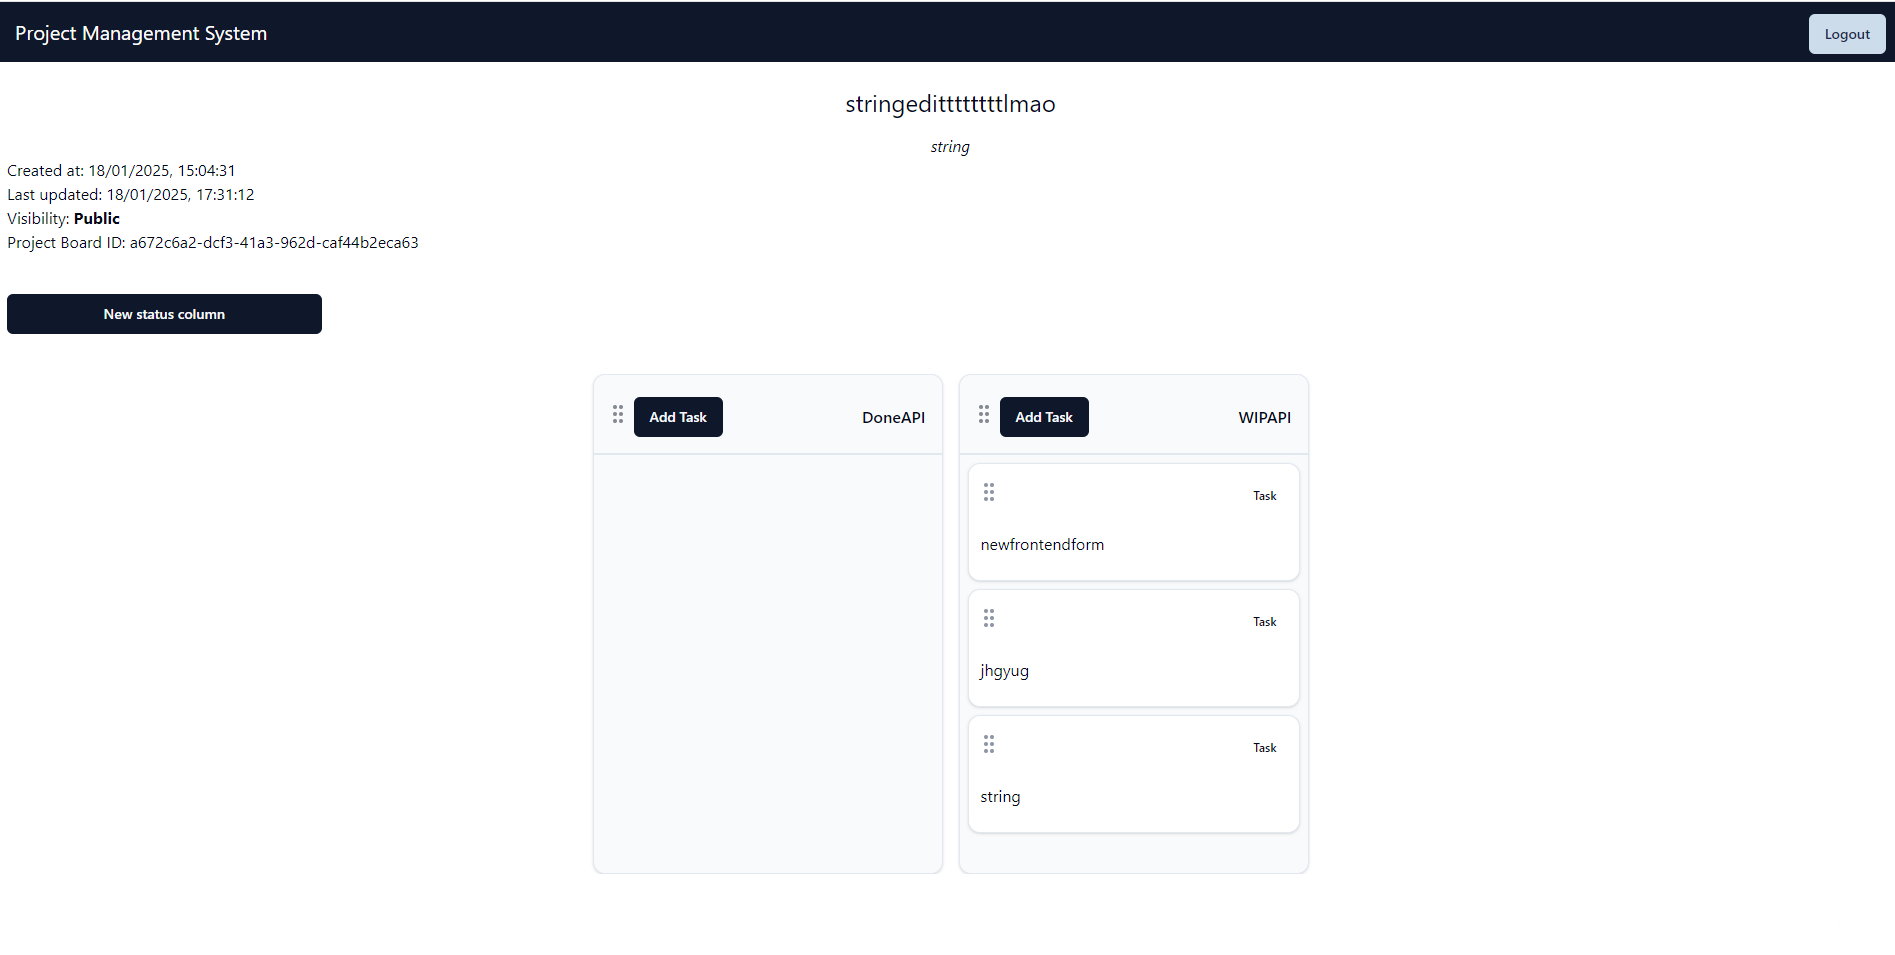 Project Management System
Logout
stringeditttttttttlmao
string
Created at: 18/01/2025, 15:04:31
Last updated: 18/01/2025, 17:31:12
Visibility: Public
Project Board ID: a672c6a2-dcf3-41a3-962d-caf44b2eca63
New status column
Add Task
DoneAPI
Add Task
WIPAPI
Task
newfrontendform
Task
jhgyug
Task
string